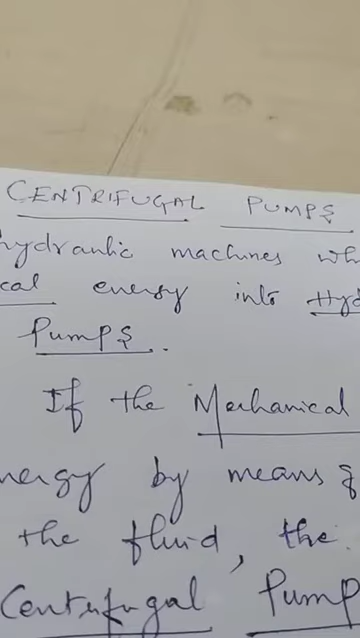 CENTRIFUGAL PUMPS
hydraulic machines wh
cal energy into Hyd
Pumps.
If the Mechanical
nergy by means of
the fluid, the
Centrifugal Pump